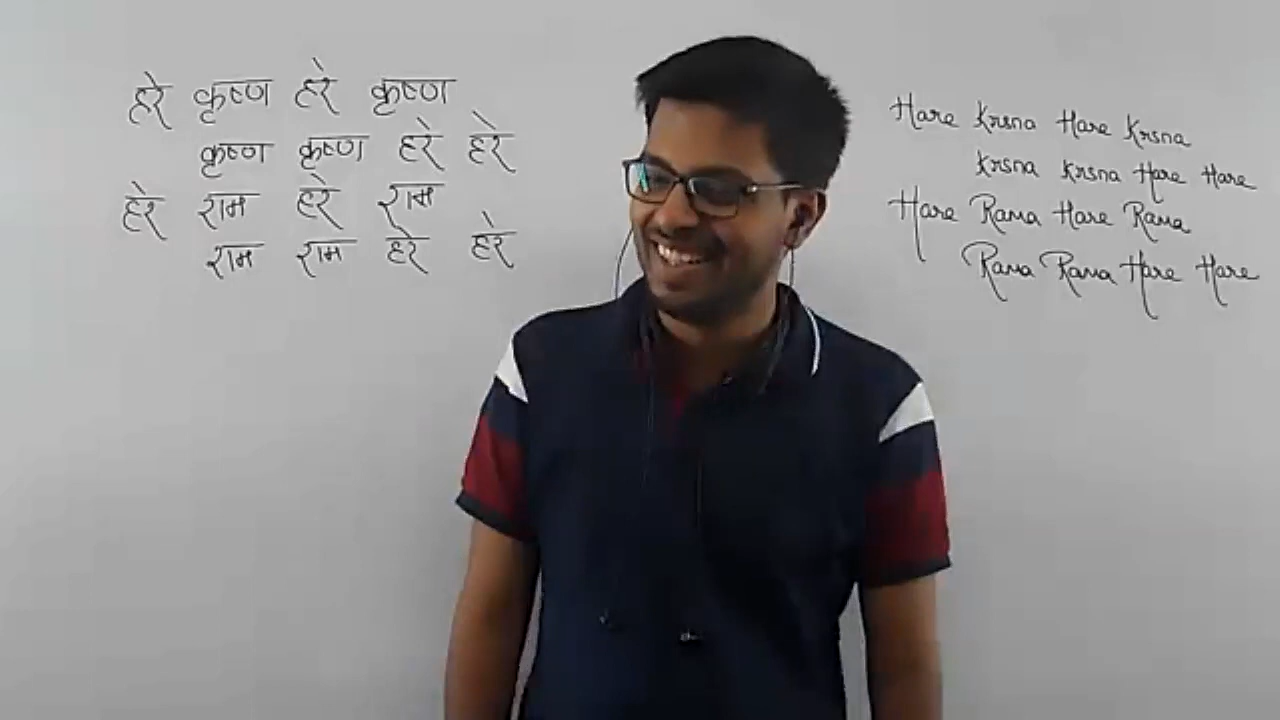 हरे कृष्ण हरे कृष्ण
कृष्ण कृष्ण हरे हरे
हरे राम हरे राम
राम राम हरे हरे
Hare Krsna Hare Krsna
Krsna Krsna Hare Hare
Hare Rama Hare Rama
Rama Rama Hare Hare